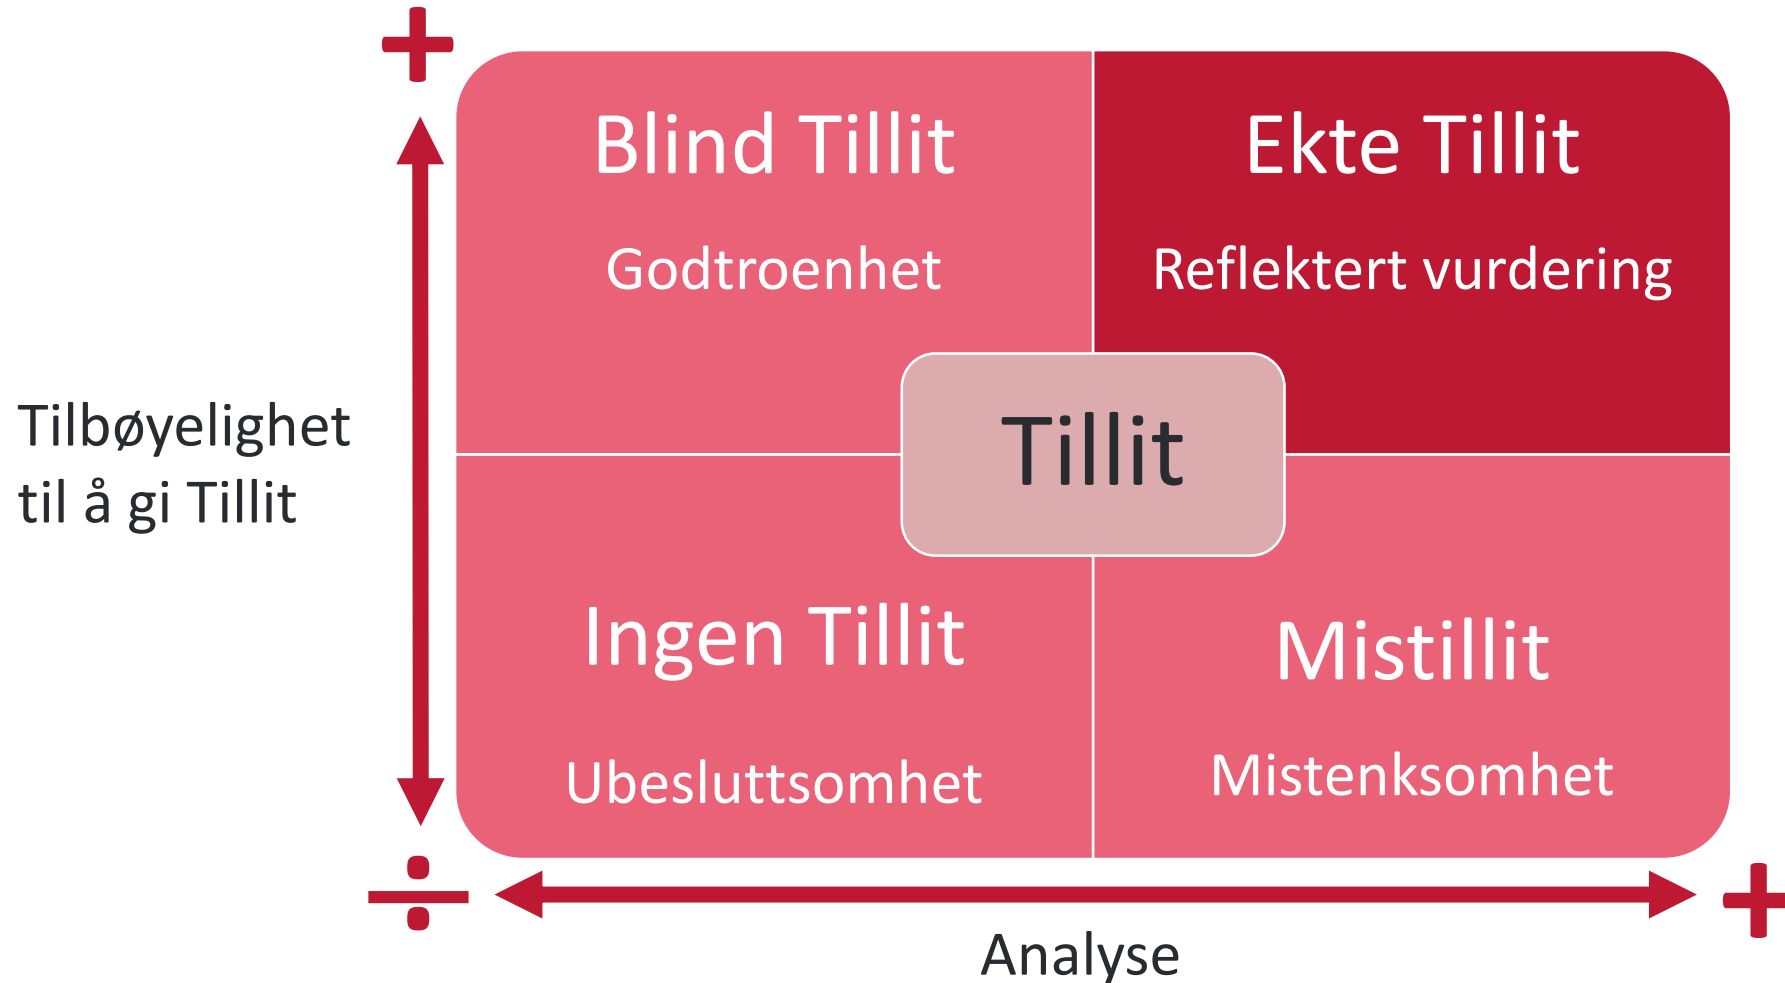 +
Blind Tillit
Ekte Tillit
Godtroenhet
Reflektert vurdering
Tilbøyelighet
til å gi Tillit
Tillit
Ingen Tillit
Mistillit
Ubesluttsomhet
Mistenksomhet
÷
+
Analyse